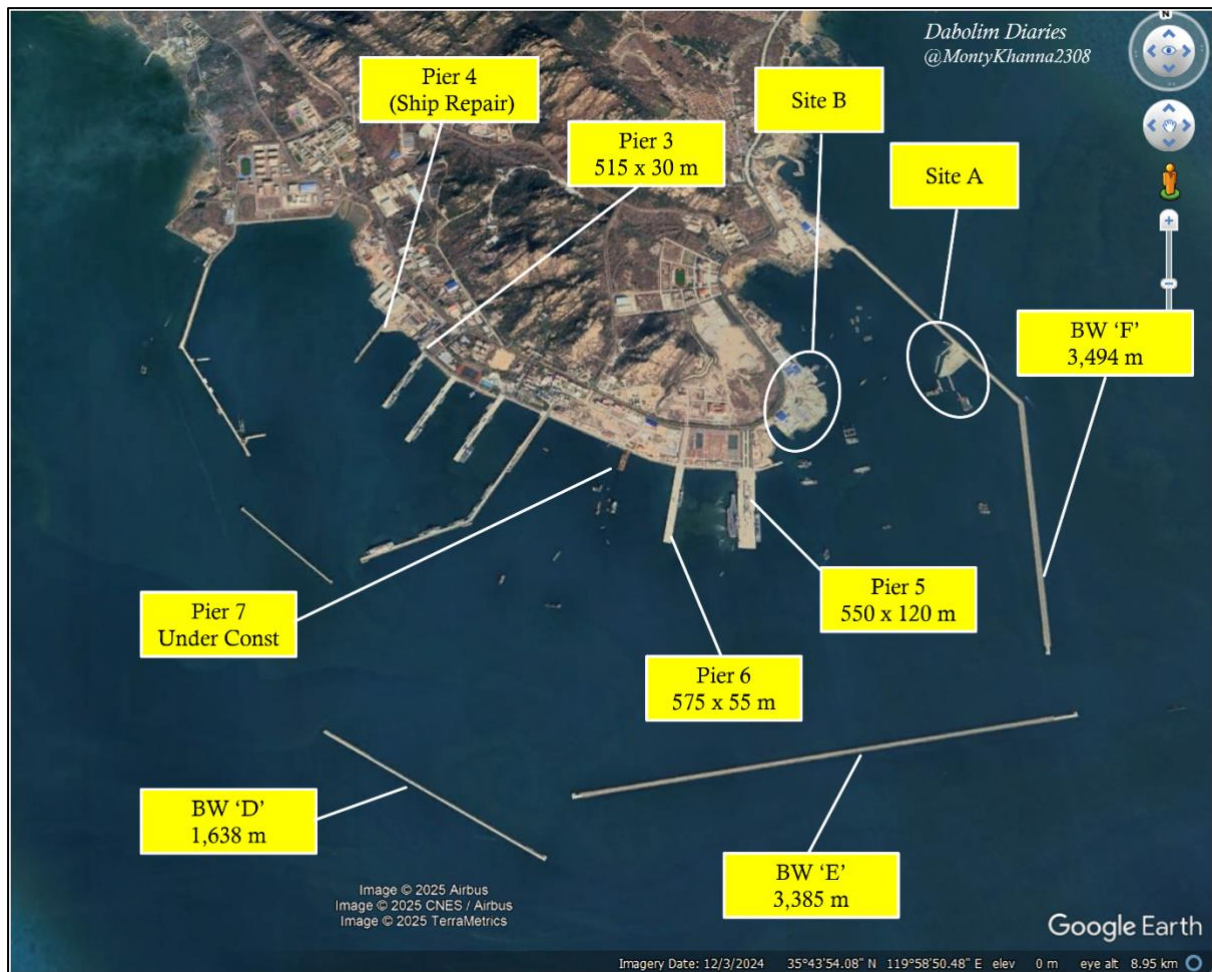 Dabolim Diaries
@MontyKhanna2308
N
Pier 4
(Ship Repair)
Site B
Pier 3
515 x 30 m
Site A
BW ‘F’
3,494 m
Pier 7
Under Const
Pier 5
550 x 120 m
Pier 6
575 x 55 m
BW ‘D’
1,638 m
BW ‘E’
3,385 m
Image © 2025 Airbus
Image © 2025 CNES / Airbus
Image © 2025 TerraMetrics
Google Earth
Imagery Date: 12/3/2024 35°43'54.08" N 119°58'50.48" E elev 0 m eye alt 8.95 km